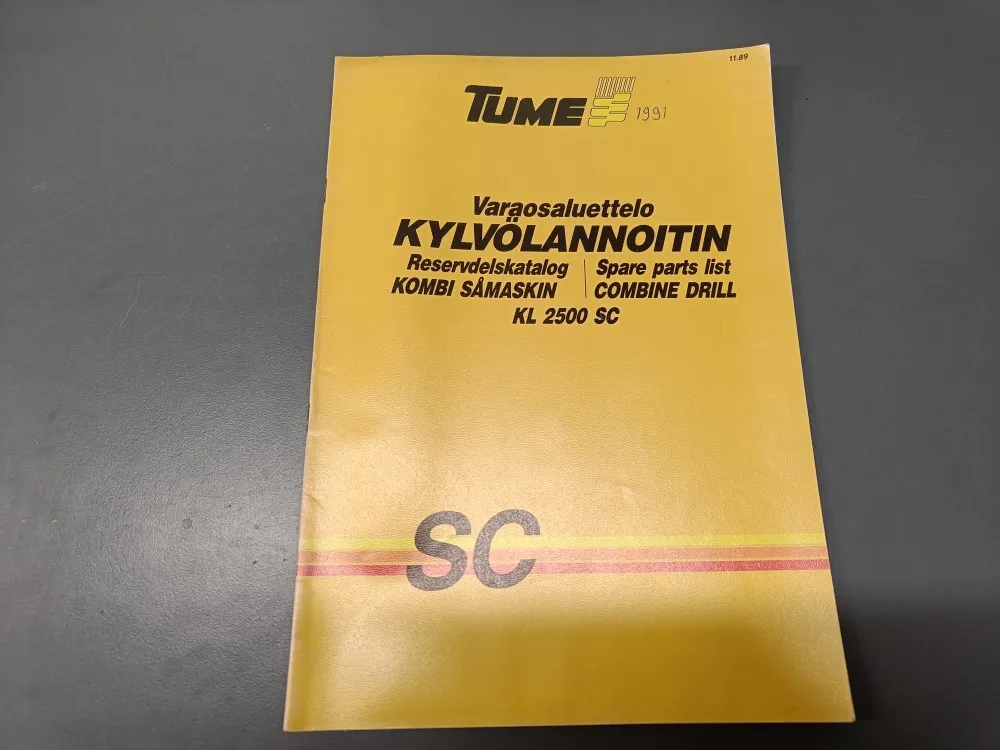 11.89
TUME 1991
Varaosaluettelo
KYLVÖLANNOITIN
Reservdelskatalog | Spare parts list
KOMBI SÅMASKIN | COMBINE DRILL
KL 2500 SC
SC